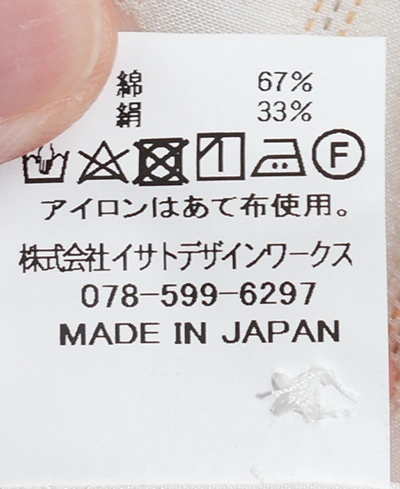 綿 67%
絹 33%
F
アイロンはあて布使用。
株式会社イサトデザインワークス
078-599-6297
MADE IN JAPAN